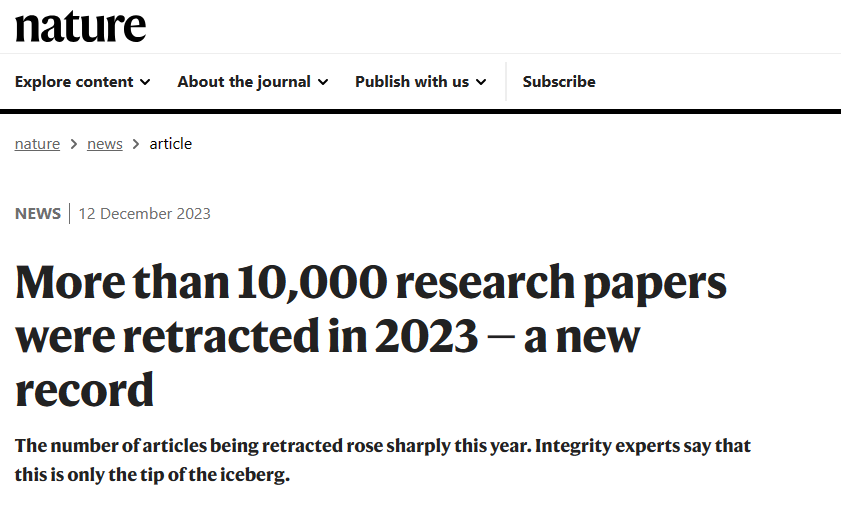 nature
Explore content About the journal Publish with us Subscribe
nature > news > article
NEWS | 12 December 2023
More than 10,000 research papers
were retracted in 2023 — a new
record
The number of articles being retracted rose sharply this year. Integrity experts say that
this is only the tip of the iceberg.